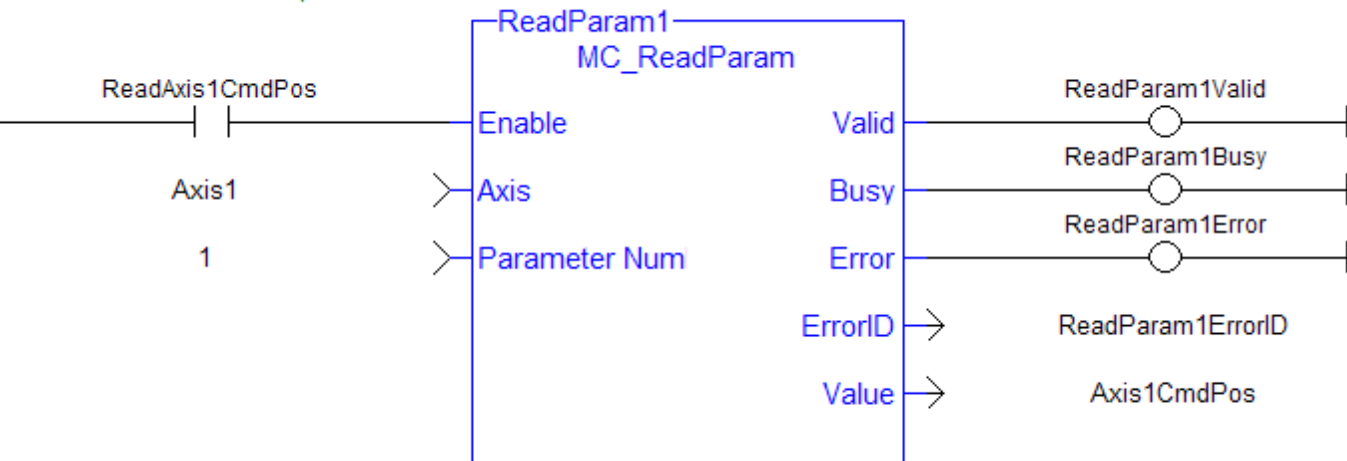 ReadParam1
MC_ReadParam
ReadAxis1CmdPos
ReadParam1Valid
Enable
Valid
ReadParam1Busy
Axis1
Axis
Busy
ReadParam1Error
1
Parameter Num
Error
ErrorID
ReadParam1ErrorID
Value
Axis1CmdPos